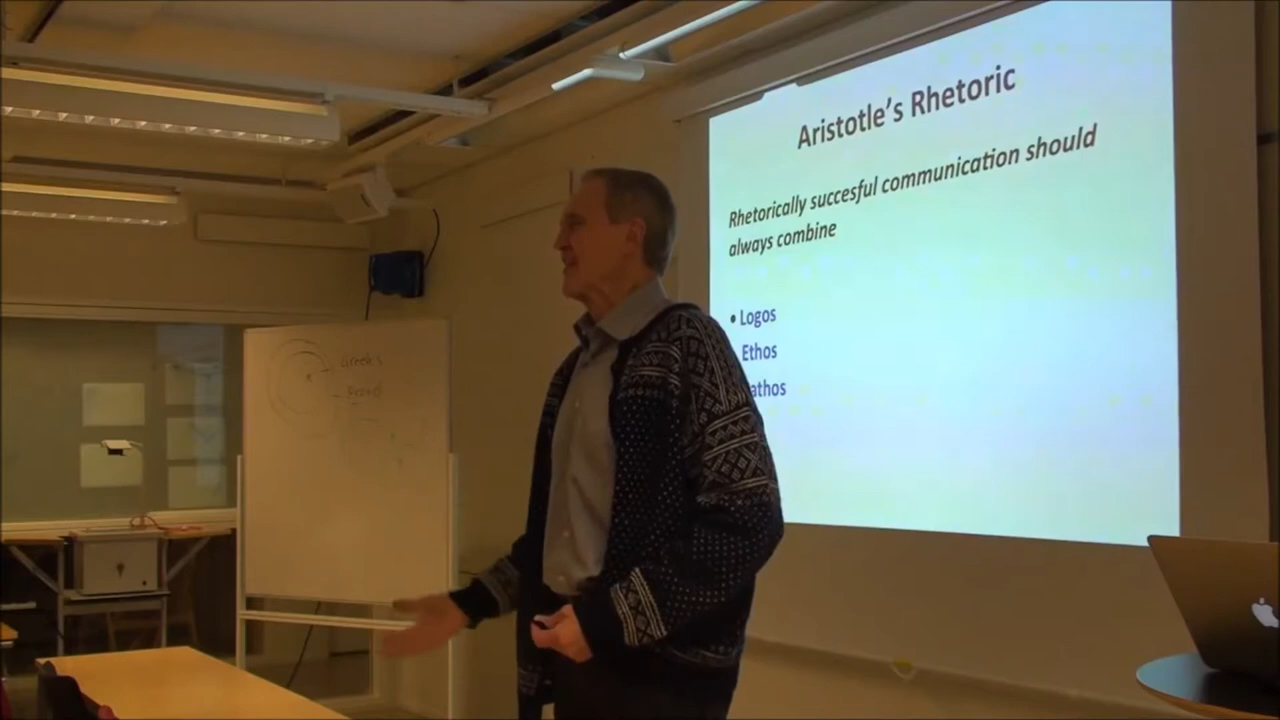 Aristotle's Rhetoric
Rhetorically succesful communication should
always combine
• Logos
Ethos
athos
Greeks